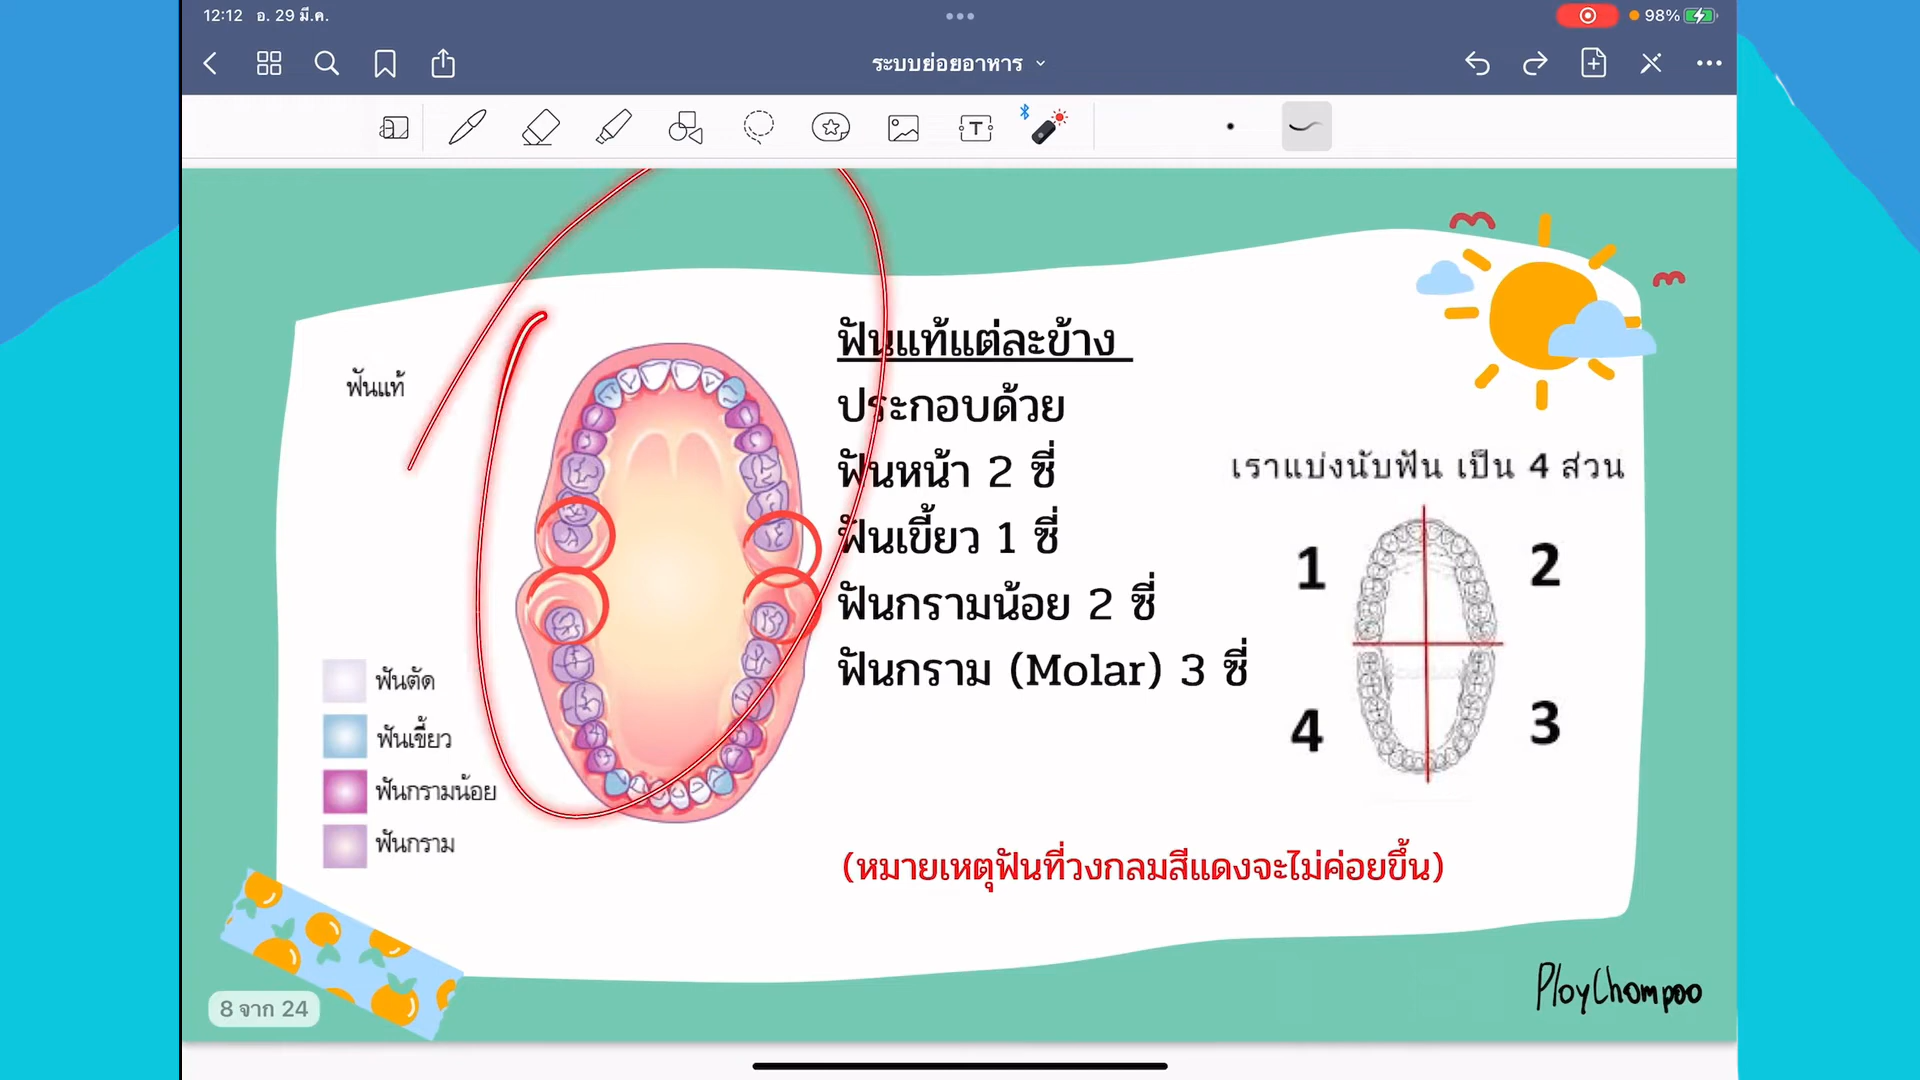 12:12 อ. 29 มี.ค.
98%
ระบบย่อยอาหาร
T
ฟันแท้
ฟันแท้แต่ละข้าง
ประกอบด้วย
ฟันหน้า 2 ซี่
ฟันเขี้ยว 1 ซี่
ฟันกรามน้อย 2 ซี่
ฟันกราม (Molar) 3 ซี่
เราแบ่งนับฟัน เป็น 4 ส่วน
1 2
4 3
ฟันตัด
ฟันเขี้ยว
ฟันกรามน้อย
ฟันกราม
(หมายเหตุฟันที่วงกลมสีแดงจะไม่ค่อยขึ้น)
PloyChompoo
8 จาก 24